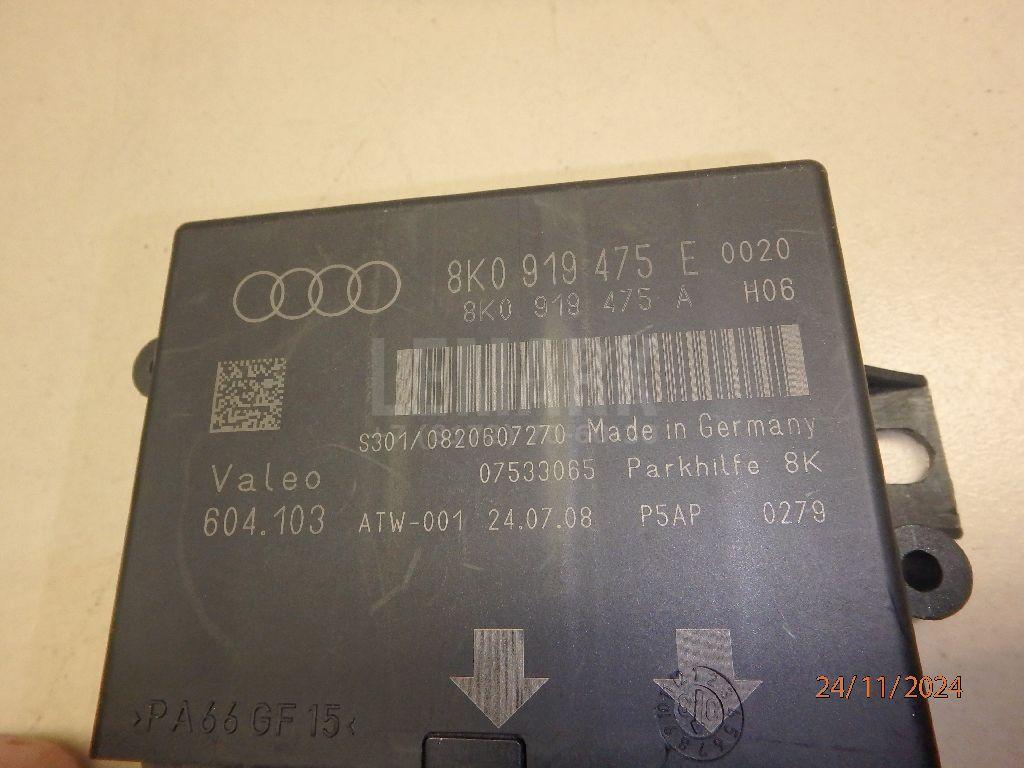 8K0 919 475 E 0020
8K0 919 475 A H06
S301/0820607270 Made in Germany
Valeo 07533065 Parkhilfe 8K
604.103 ATW-001 24.07.08 P5AP 0279
>PA66 GF15<
24/11/2024